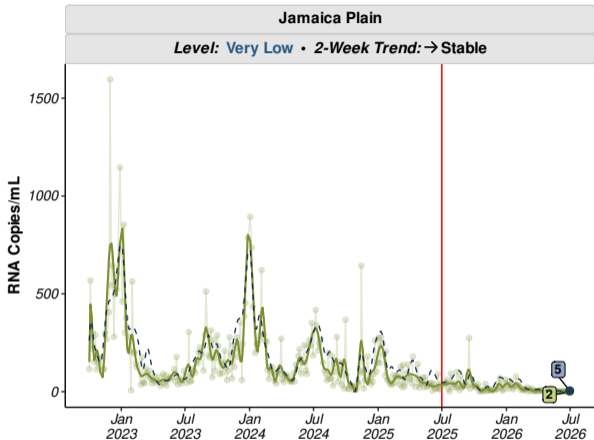 Jamaica Plain
Level: Very Low • 2-Week Trend: → Stable
RNA Copies/mL
1500
1000
500
0
5
2
Jan Jul Jan Jul Jan Jul Jan Jul
2023 2023 2024 2024 2025 2025 2026 2026